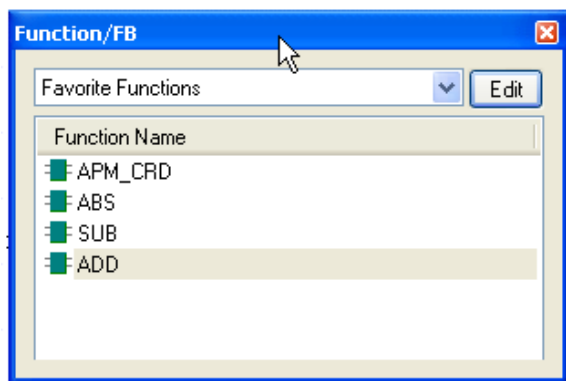 Function/FB
Favorite Functions
Edit
Function Name
APM_CRD
ABS
SUB
ADD